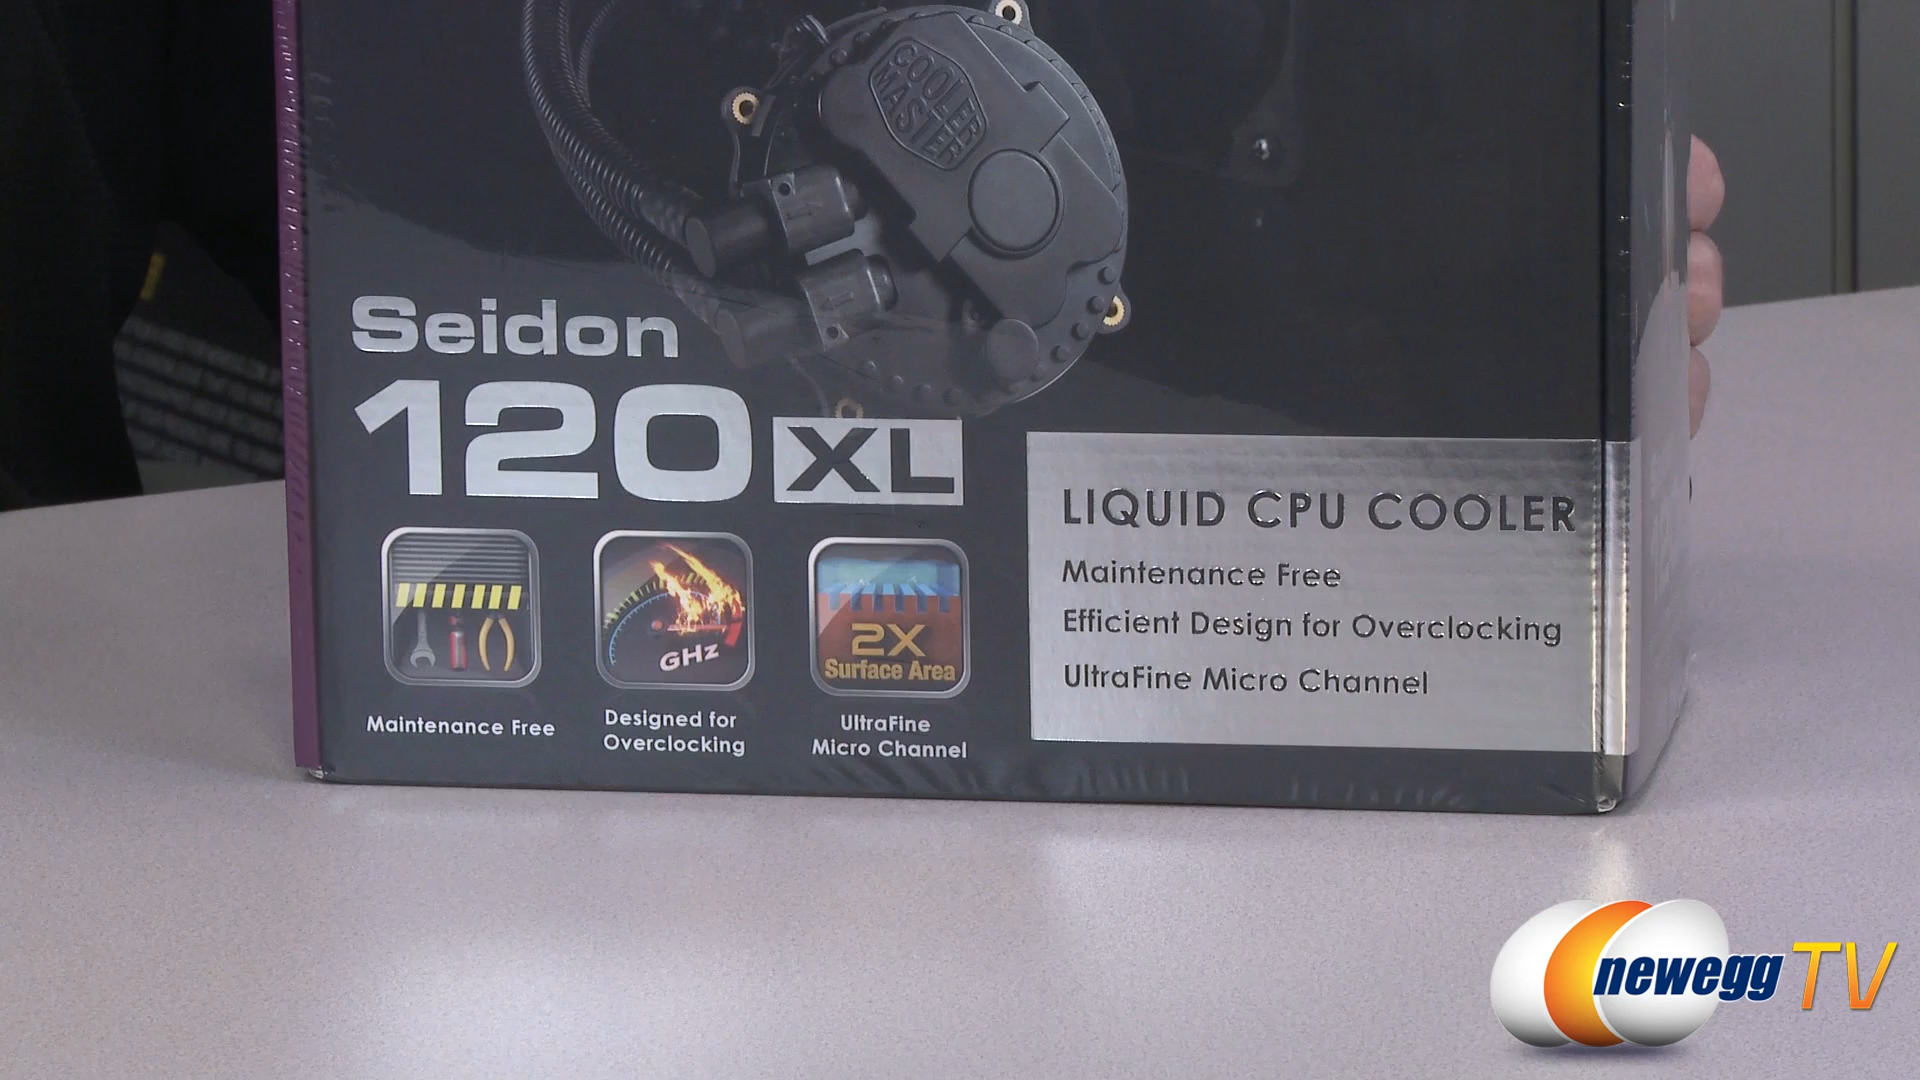 COOLER
MASTER
Seidon
120 XL
GHz
2X
Surface Area
Maintenance Free
Designed for
Overclocking
UltraFine
Micro Channel
LIQUID CPU COOLER
Maintenance Free
Efficient Design for Overclocking
UltraFine Micro Channel
newegg TV